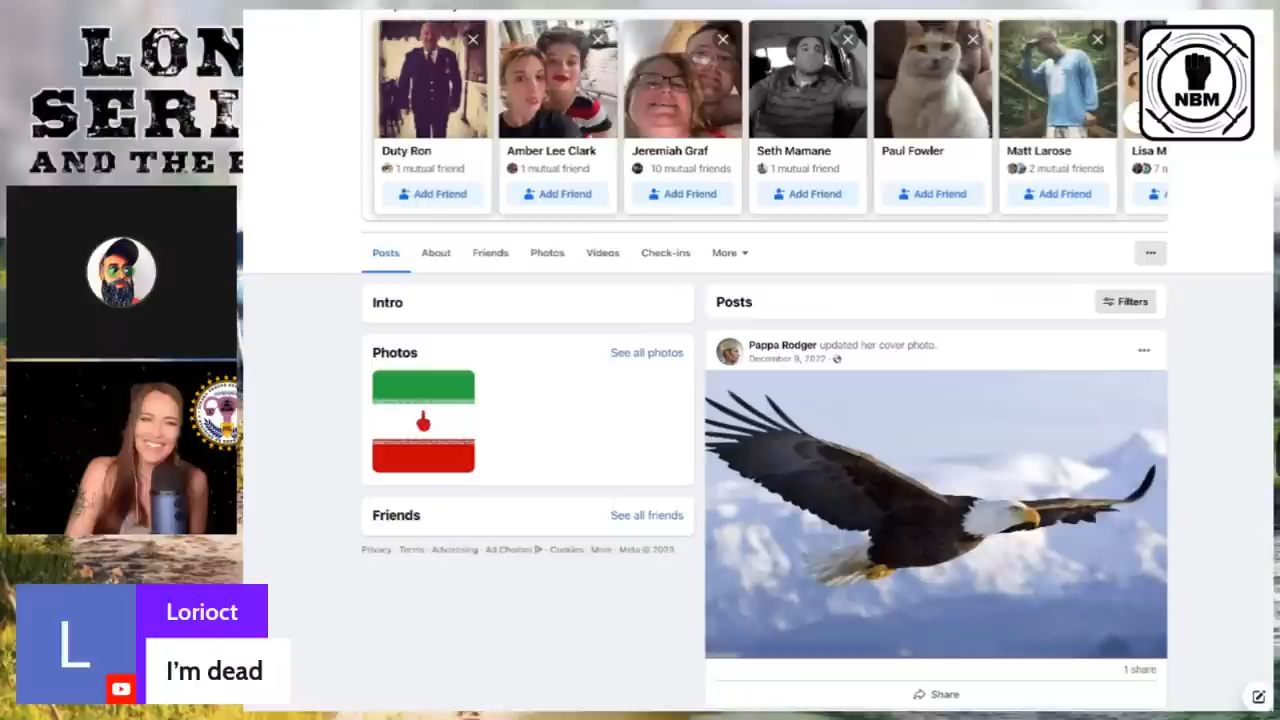 LON
SERI
AND THE
NBM
Duty Ron
1 mutual friend
Add Friend
Amber Lee Clark
1 mutual friend
Add Friend
Jeremiah Graf
10 mutual friends
Add Friend
Seth Mamane
1 mutual friend
Add Friend
Paul Fowler
Add Friend
Matt Larose
2 mutual friends
Add Friend
Lisa M
Posts
About
Friends
Photos
Videos
Check-ins
More
Intro
Photos
See all photos
Friends
See all friends
Privacy · Terms · Advertising · Ad Choices · Cookies · More · Meta © 2023
Posts
Filters
Pappa Rodger updated her cover photo.
December 9, 2022
1 share
Share
L
Lorioct
I'm dead